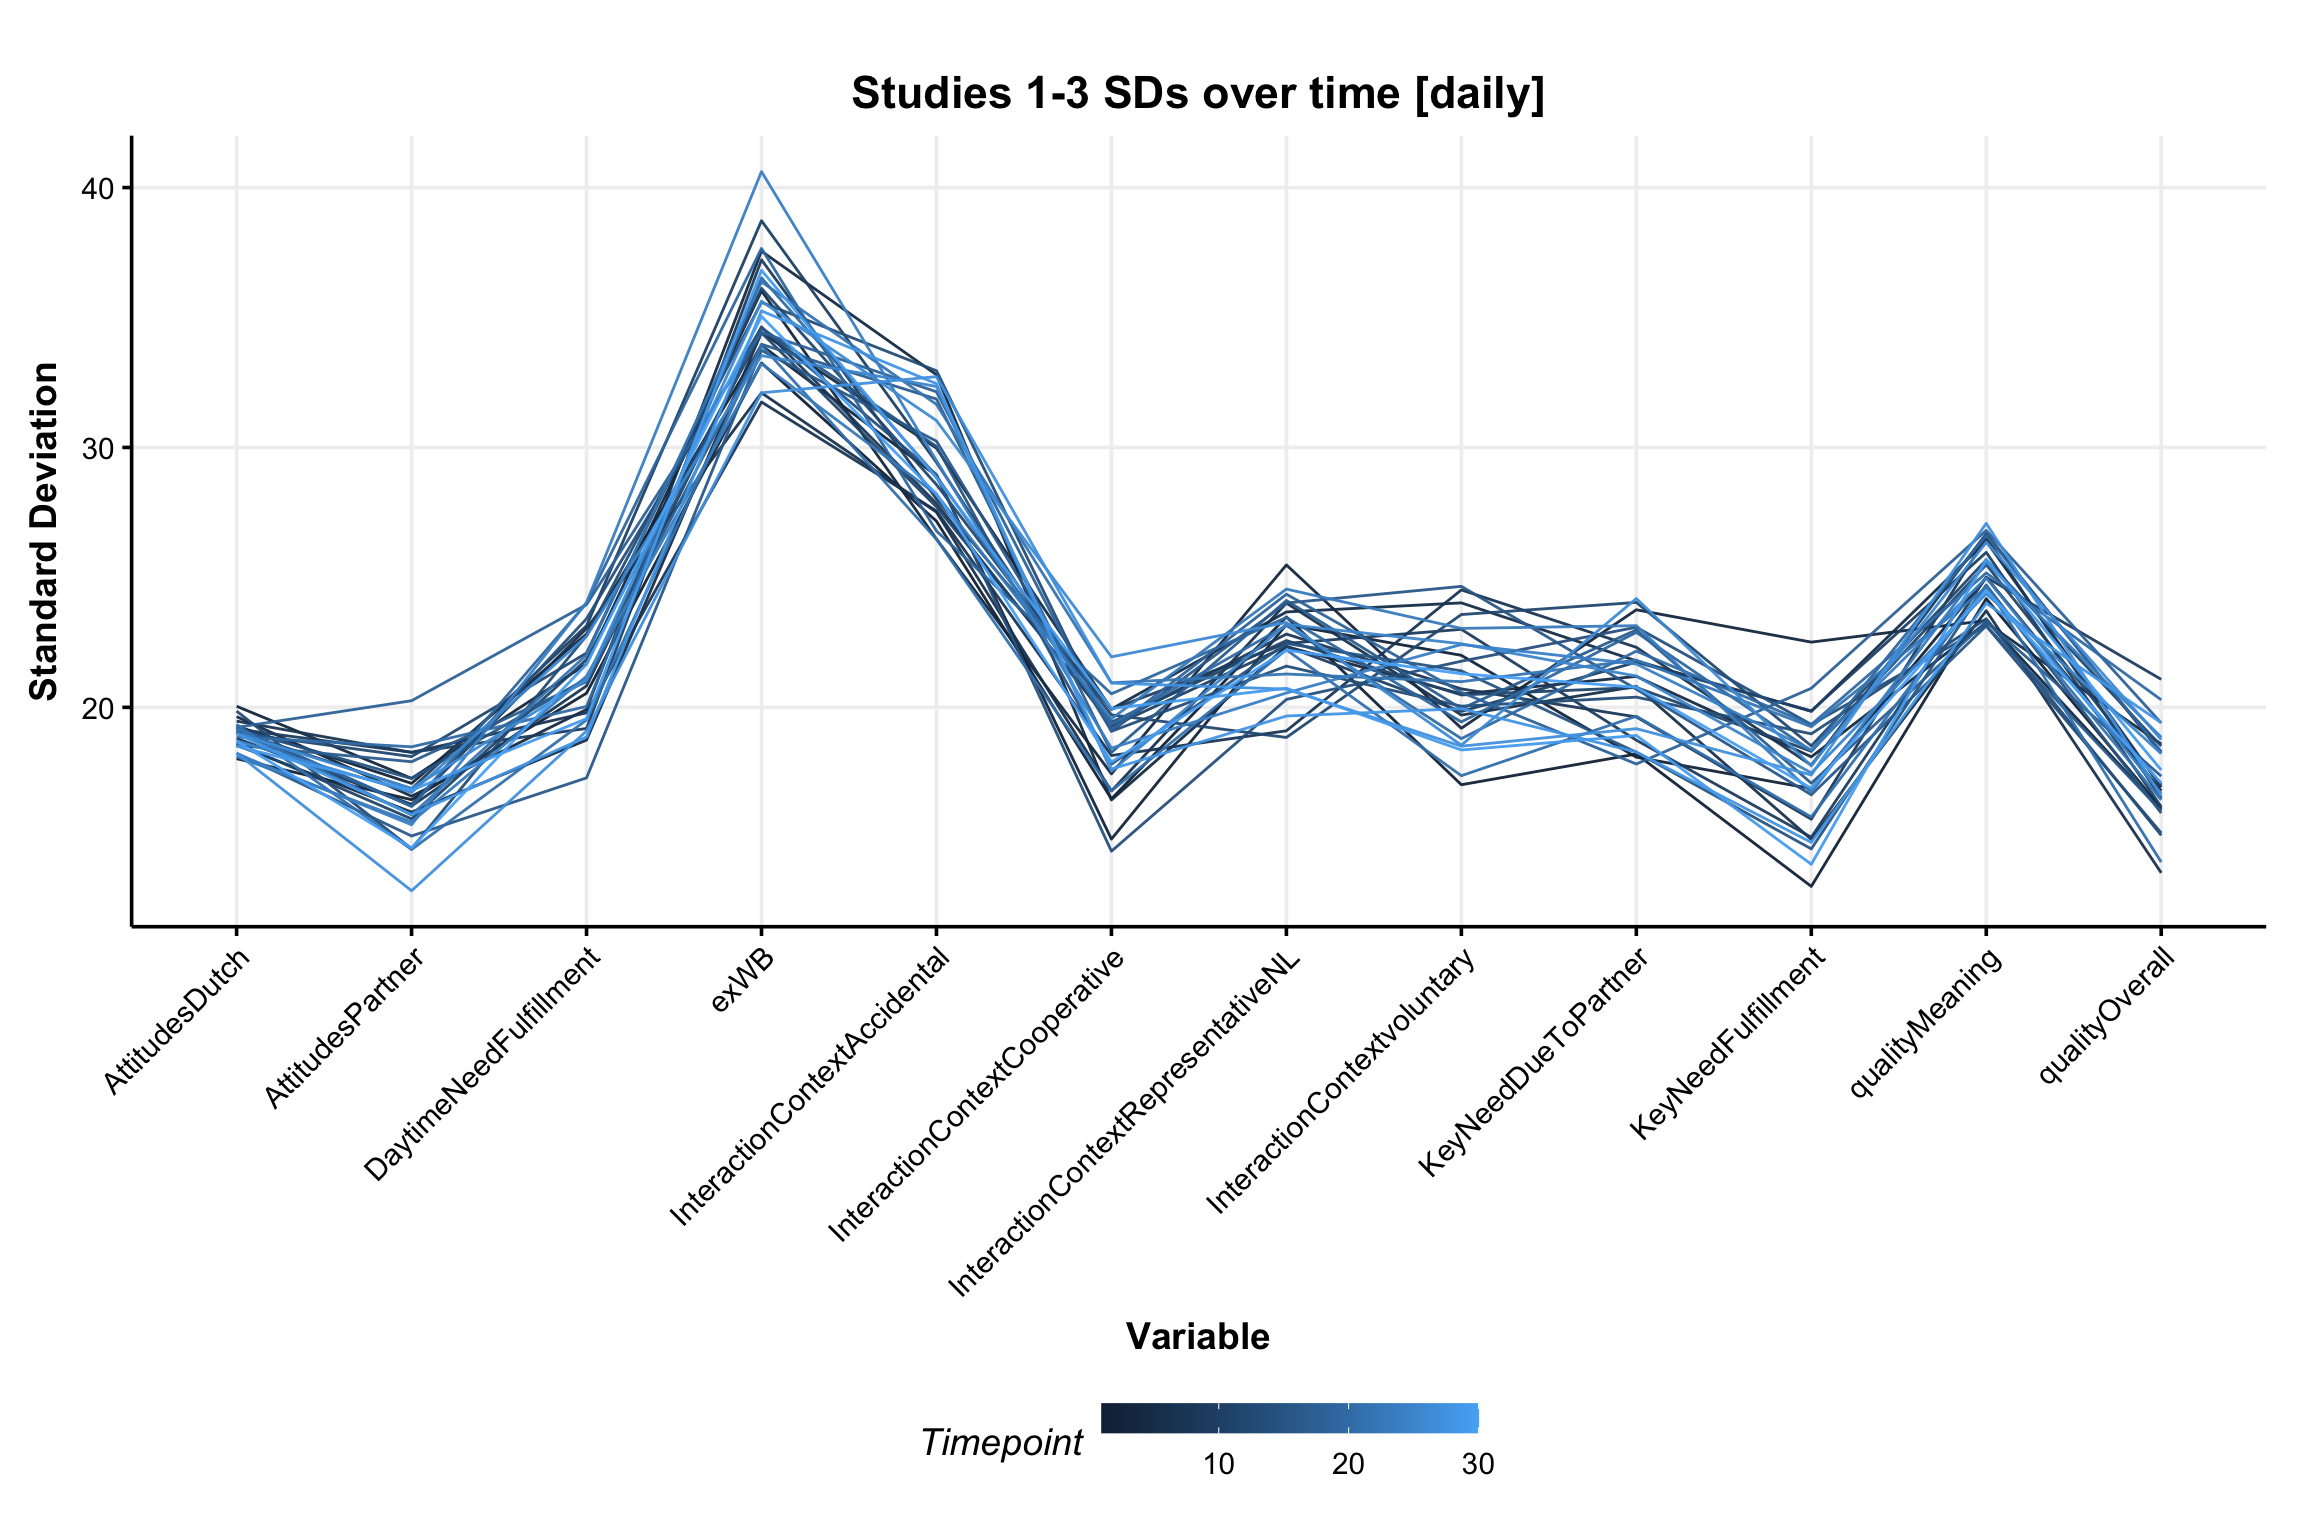 Studies 1-3 SDs over time [daily]
Standard Deviation
40
30
20
AttitudesDutch
AttitudesPartner
DaytimeNeedFulfillment
exWB
InteractionContextAccidental
InteractionContextCooperative
InteractionContextRepresentativeNL
InteractionContextvoluntary
KeyNeedDueToPartner
KeyNeedFulfillment
qualityMeaning
qualityOverall
Variable
Timepoint
10
20
30